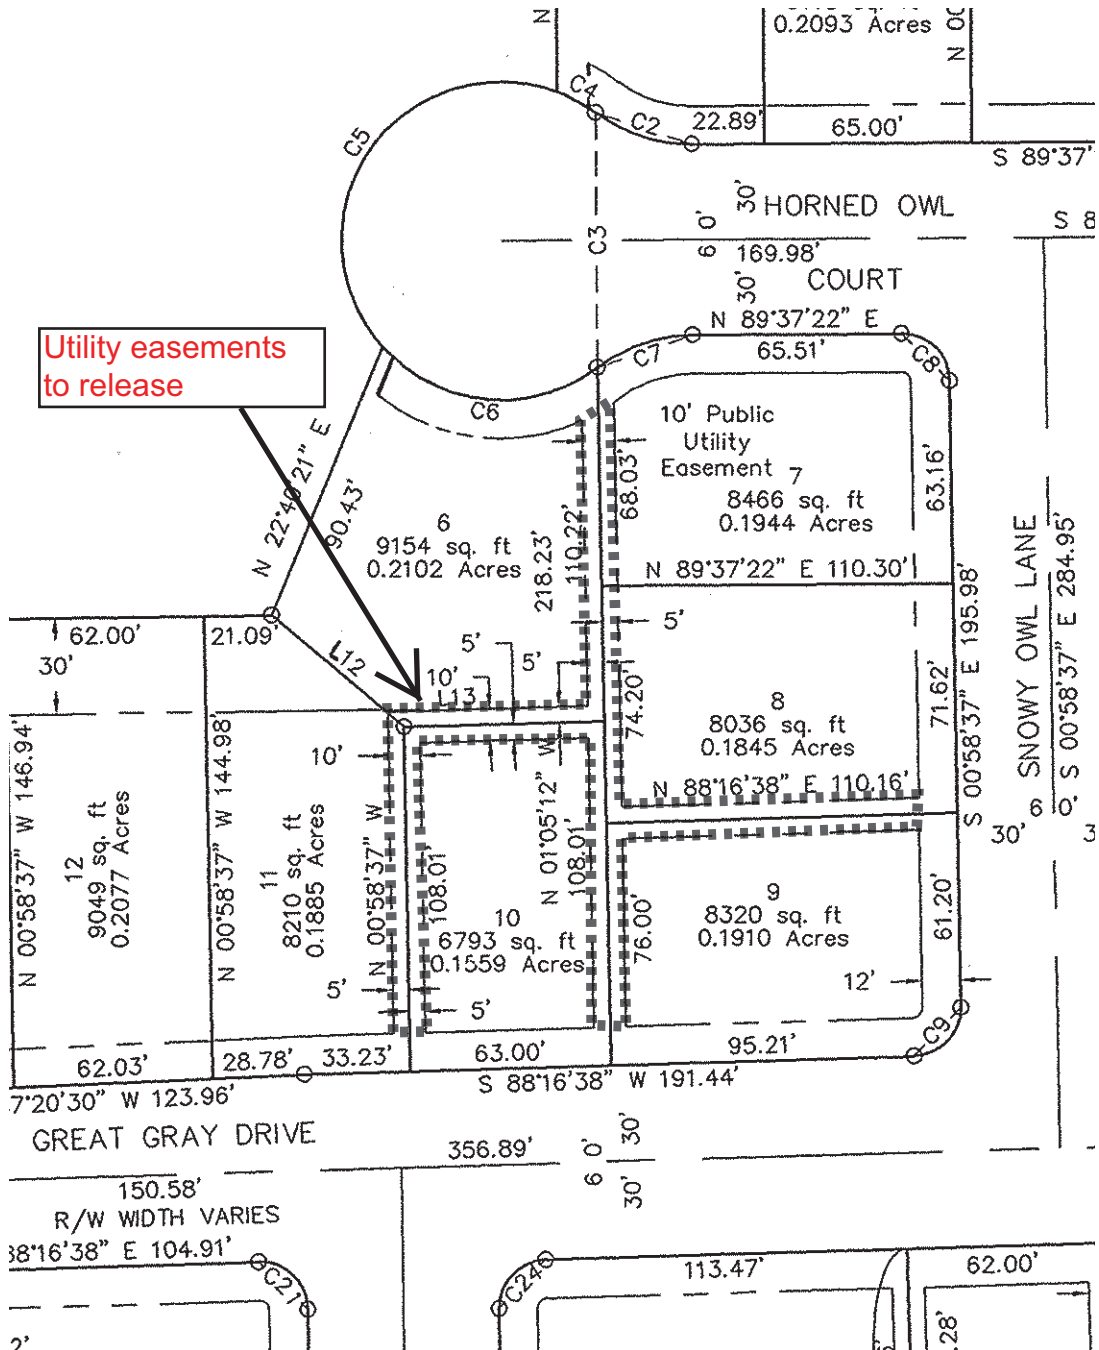 N
0.2093 Acres
N 00
C4
C2
22.89'
65.00'
S 89°37'
C5
30'
HORNED OWL
S 8
6 0'
C3
169.98'
30'
COURT
N 89°37'22" E
65.51'
C7
C8
Utility easements
to release
C6
10' Public
Utility
Easement
68.03'
63.16'
7
8466 sq. ft
0.1944 Acres
N 22°40'21" E
90.43'
6
9154 sq. ft
0.2102 Acres
218.23'
110.22'
N 89°37'22" E 110.30'
S 00°58'37" E 195.98'
SNOWY OWL LANE
S 00°58'37" E 284.95'
62.00'
21.09'
30'
L12
5'
5'
5'
10'
L13
74.20'
71.62'
8
8036 sq. ft
0.1845 Acres
10'
N 88°16'38" E 110.16'
6 0'
30'
3
N 00°58'37" W 146.94'
12
9049 sq. ft
0.2077 Acres
N 00°58'37" W 144.98'
11
8210 sq. ft
0.1885 Acres
N 00°58'37" W
108.01'
N 01°05'12" W
108.01'
10
6793 sq. ft
0.1559 Acres
76.00'
9
8320 sq. ft
0.1910 Acres
61.20'
12'
5'
5'
C9
62.03'
28.78'
33.23'
63.00'
95.21'
S 88°16'38" W 191.44'
7°20'30" W 123.96'
GREAT GRAY DRIVE
356.89'
6 0'
30'
30'
150.58'
R/W WIDTH VARIES
38°16'38" E 104.91'
C21
C24
113.47'
62.00'
.28'
2'